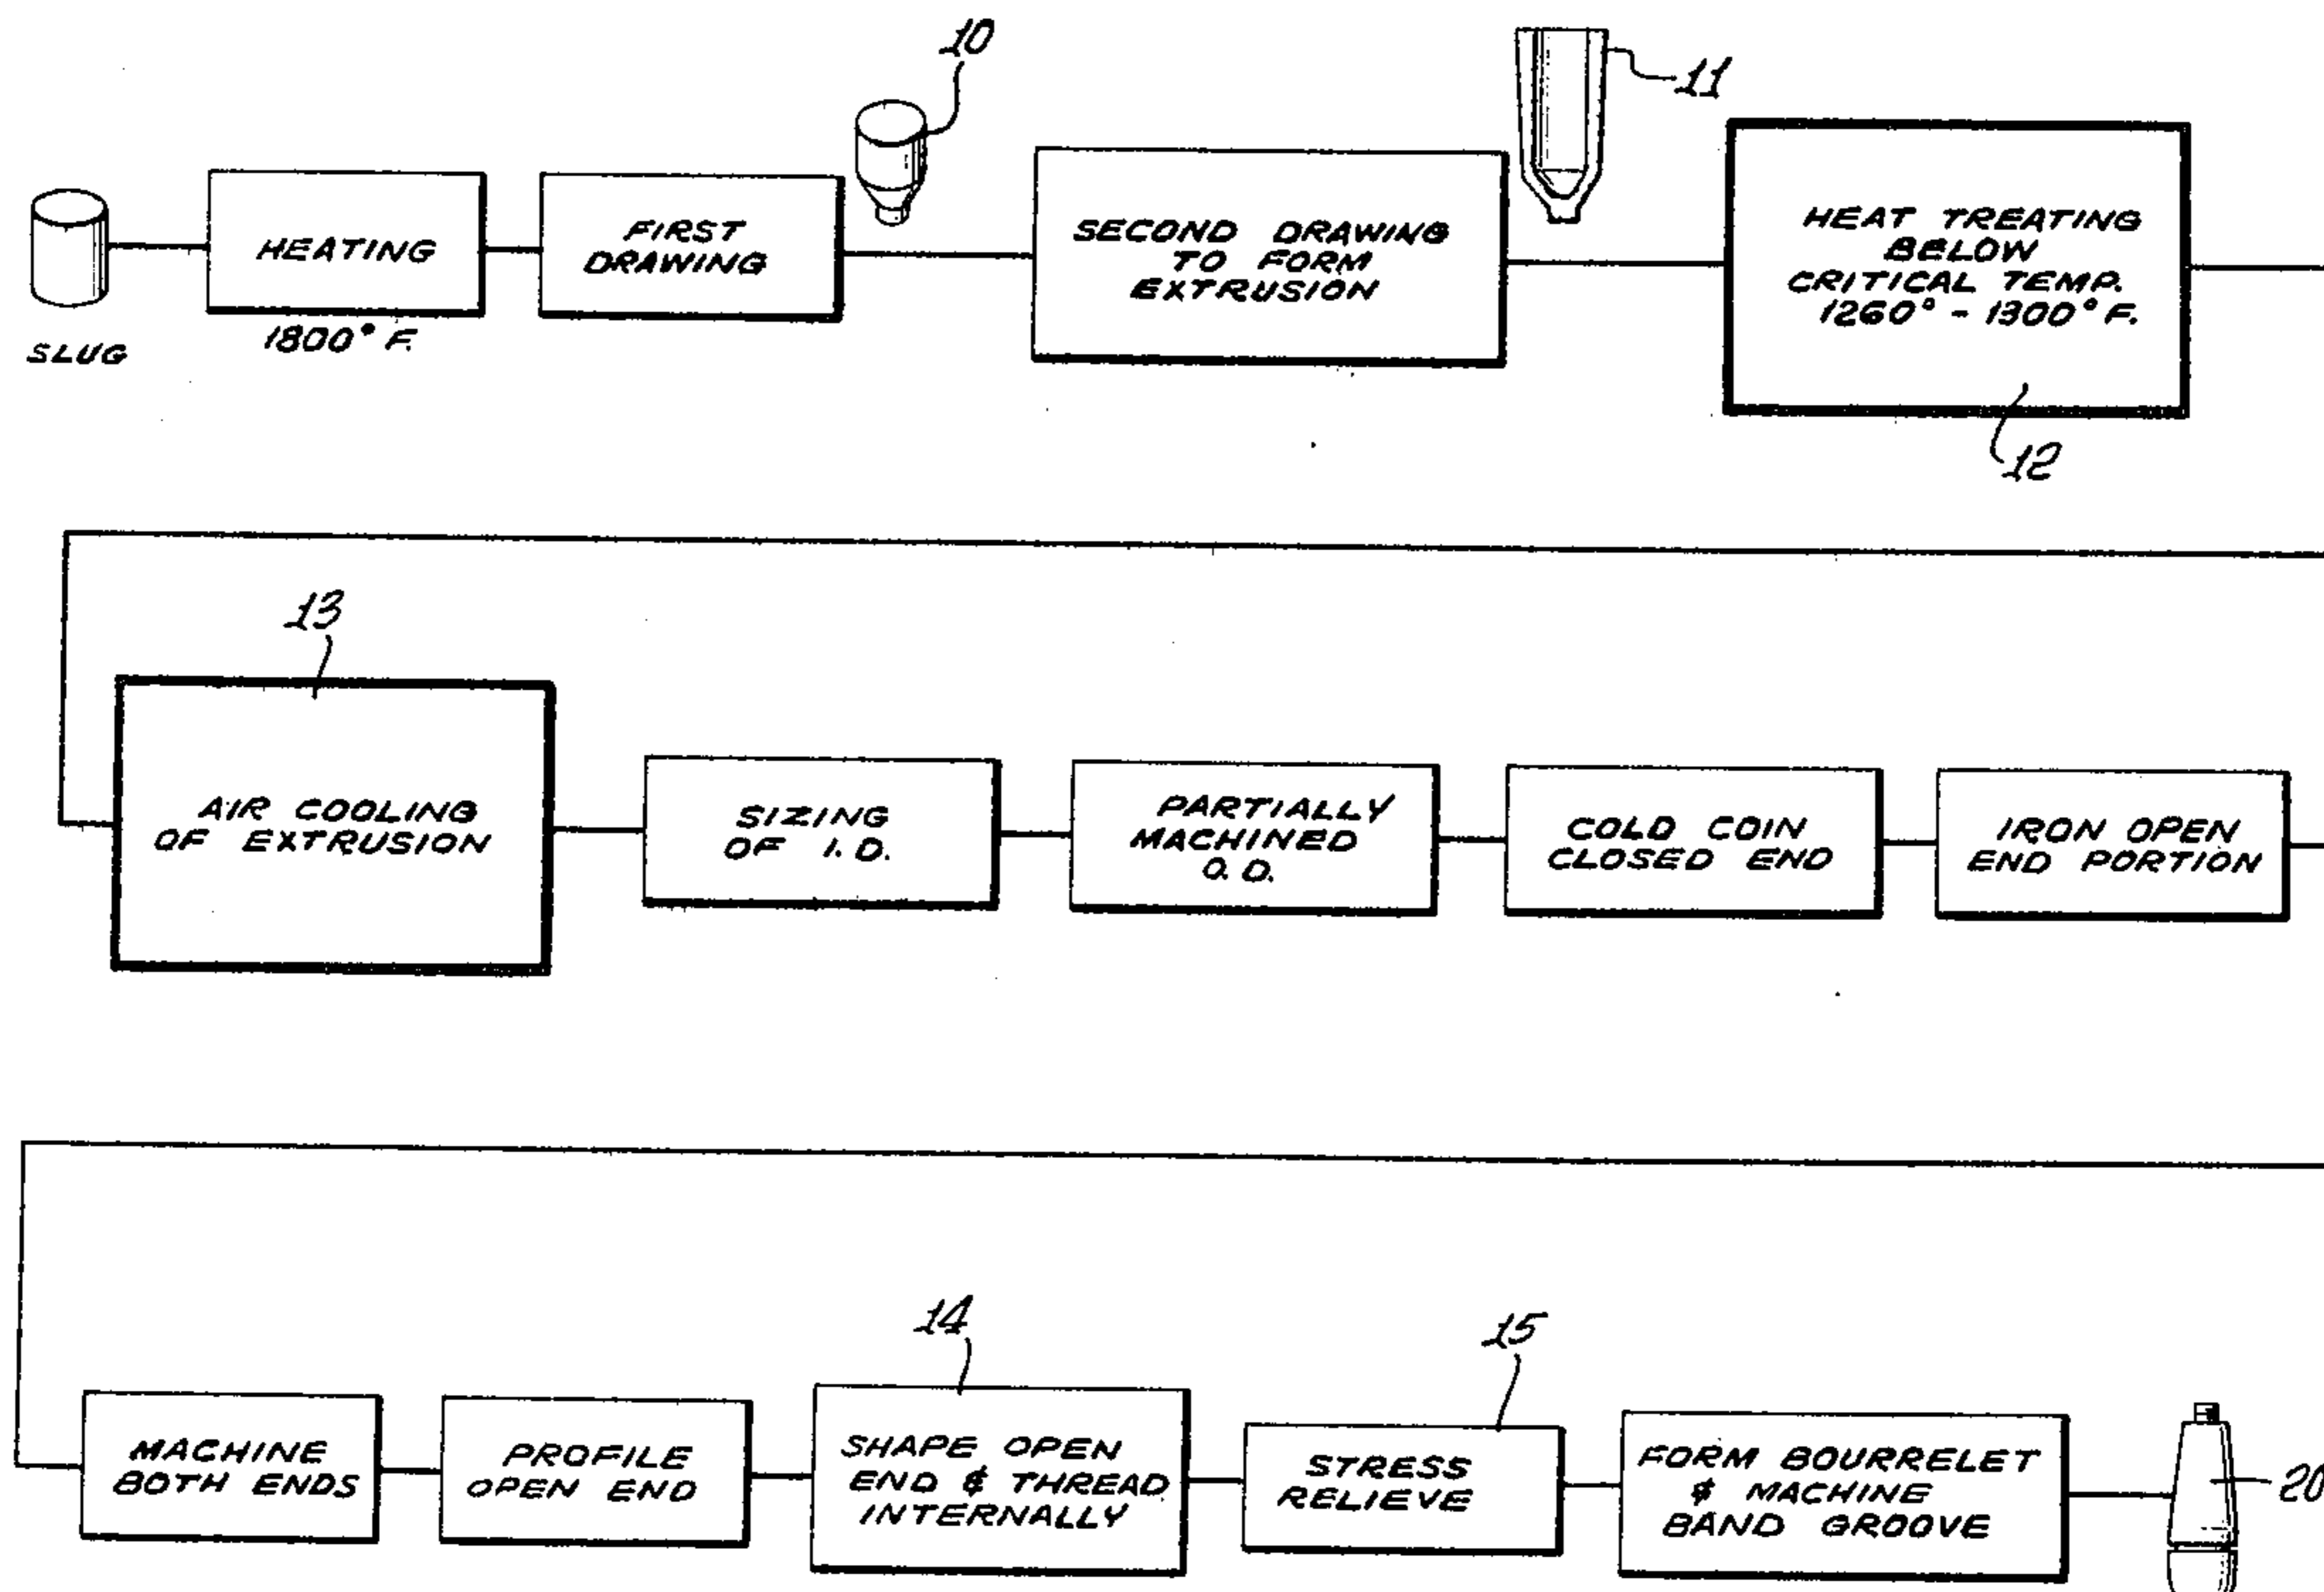 10
11
SLUG
HEATING
1800° F.
FIRST
DRAWING
SECOND DRAWING
TO FORM
EXTRUSION
HEAT TREATING
BELOW
CRITICAL TEMP.
1260° - 1300° F.
12
13
AIR COOLING
OF EXTRUSION
SIZING
OF I.D.
PARTIALLY
MACHINED
O.D.
COLD COIN
CLOSED END
IRON OPEN
END PORTION
14
15
MACHINE
BOTH ENDS
PROFILE
OPEN END
SHAPE OPEN
END & THREAD
INTERNALLY
STRESS
RELIEVE
FORM BOURRELET
& MACHINE
BAND GROOVE
20